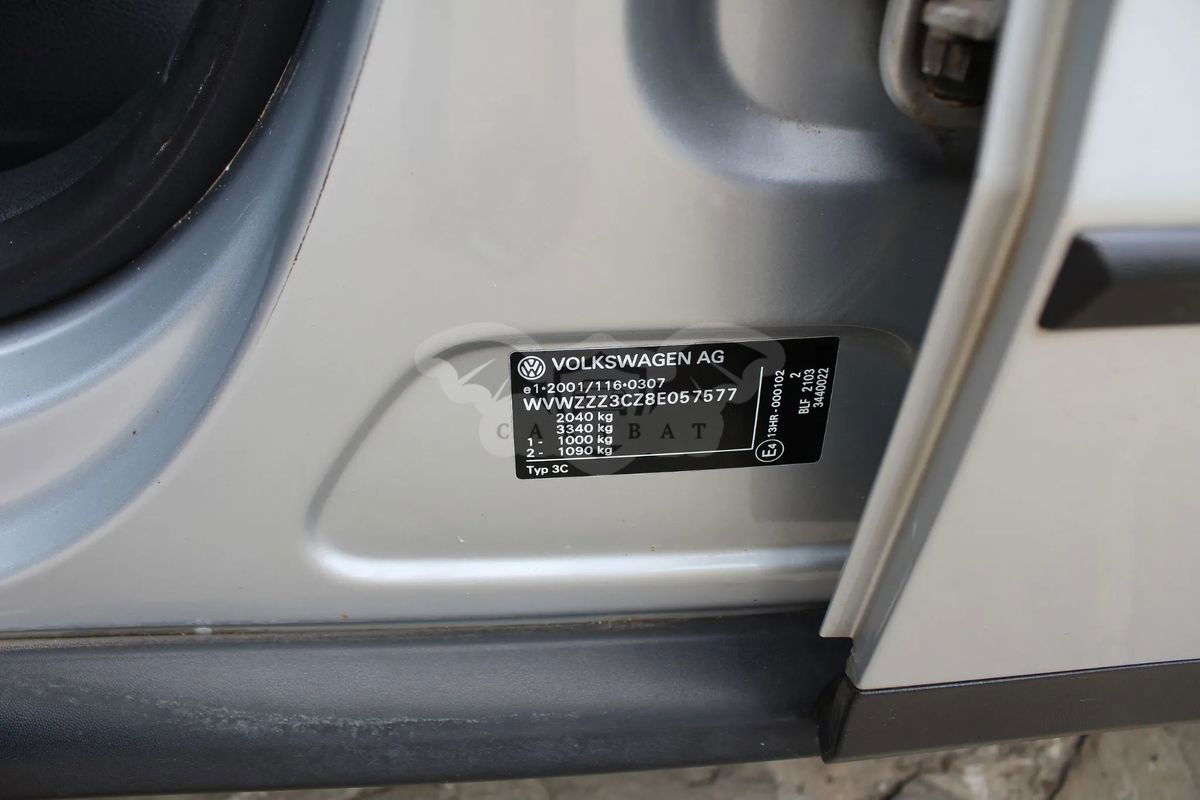 VOLKSWAGEN AG
e1*2001/116*0307
WVWZZZ3CZ8E057577
2040 kg
3340 kg
1 - 1000 kg
2 - 1090 kg
Typ 3C
E4 13HR-000102
2
BLF 2103
3440022